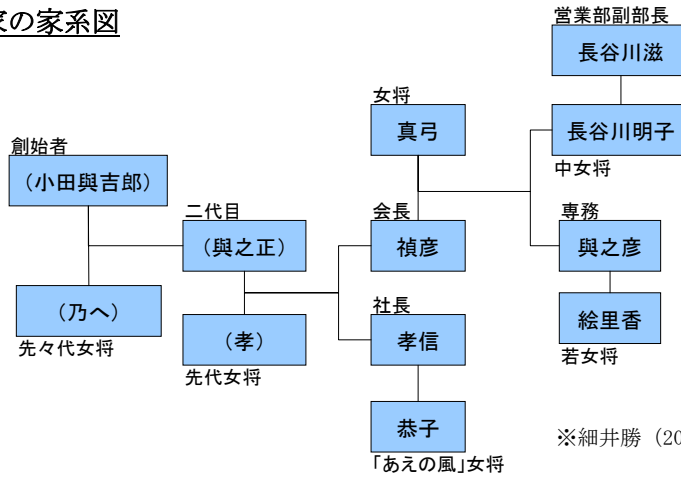 家の家系図
創始者
（小田與吉郎）
（乃へ）
先々代女将
二代目
（與之正）
（孝）
先代女将
女将
真弓
会長
禎彦
社長
孝信
恭子
「あえの風」女将
営業部副部長
長谷川滋
長谷川明子
中女将
専務
與之彦
絵里香
若女将
※細井勝（20